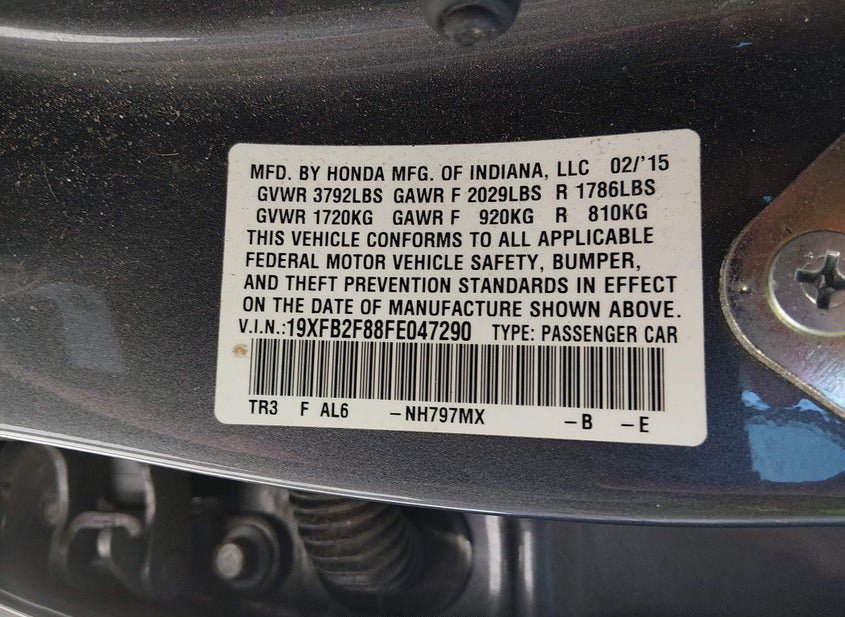 MFD. BY HONDA MFG. OF INDIANA, LLC 02/'15
GVWR 3792LBS GAWR F 2029LBS R 1786LBS
GVWR 1720KG GAWR F 920KG R 810KG
THIS VEHICLE CONFORMS TO ALL APPLICABLE
FEDERAL MOTOR VEHICLE SAFETY, BUMPER,
AND THEFT PREVENTION STANDARDS IN EFFECT
ON THE DATE OF MANUFACTURE SHOWN ABOVE.
V.I.N.:19XFB2F88FE047290 TYPE: PASSENGER CAR
TR3 F AL6 -NH797MX -B -E